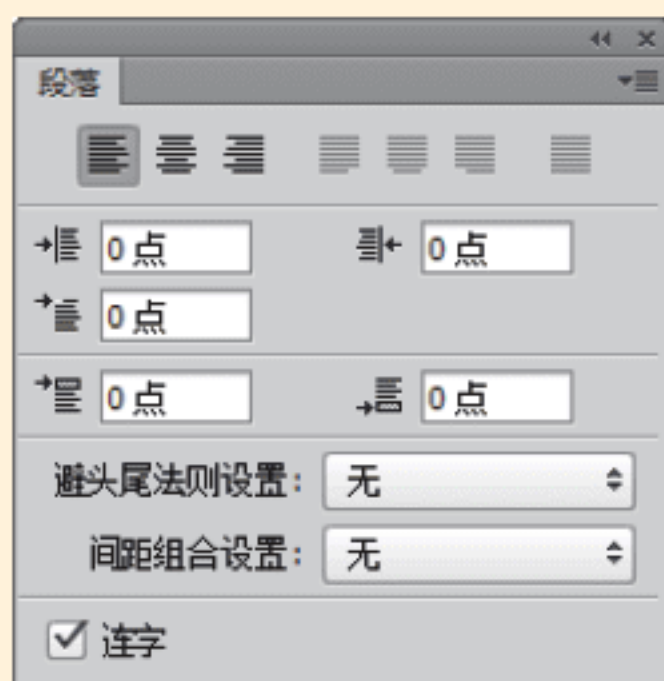 段落
0 点 0 点
0 点
0 点 0 点
避头尾法则设置： 无
间距组合设置： 无
连字